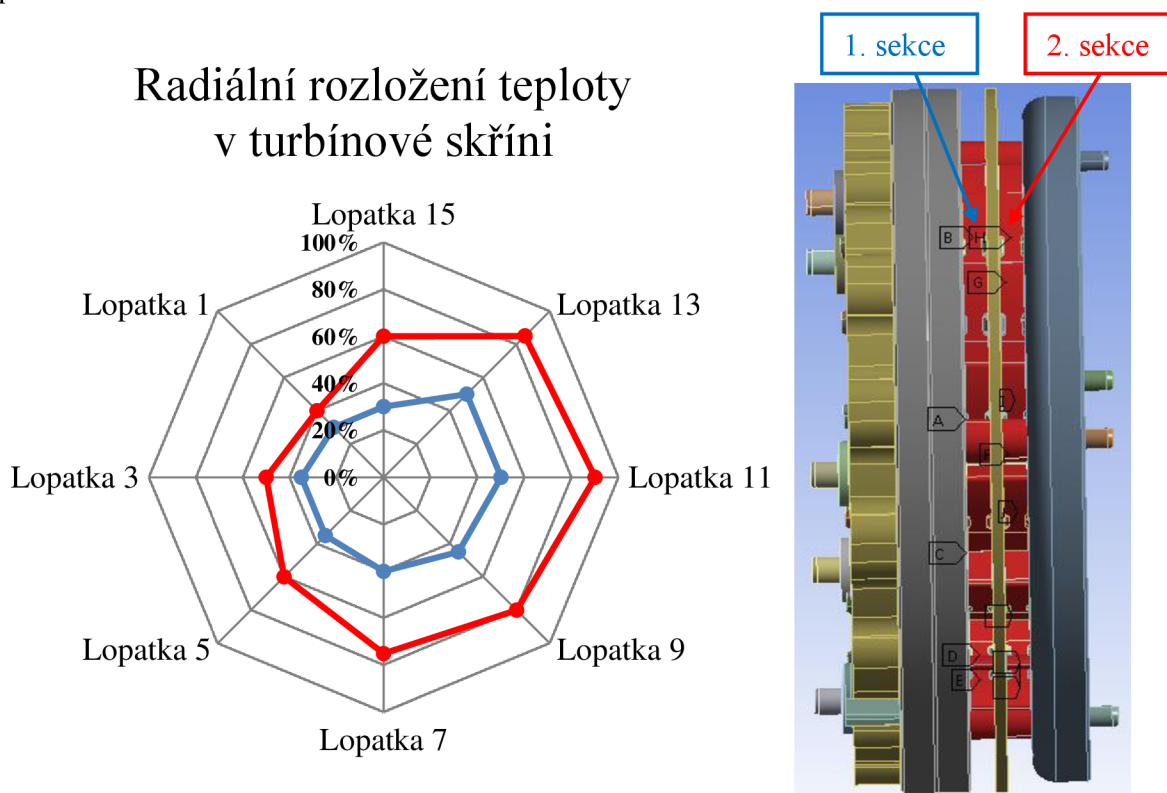 1. sekce
2. sekce
Radiální rozložení teploty
v turbínové skříni
Lopatka 15
100%
Lopatka 1
80%
Lopatka 13
60%
40%
20%
Lopatka 3
0%
Lopatka 11
Lopatka 5
Lopatka 9
Lopatka 7
B
H
G
A
C
D
E